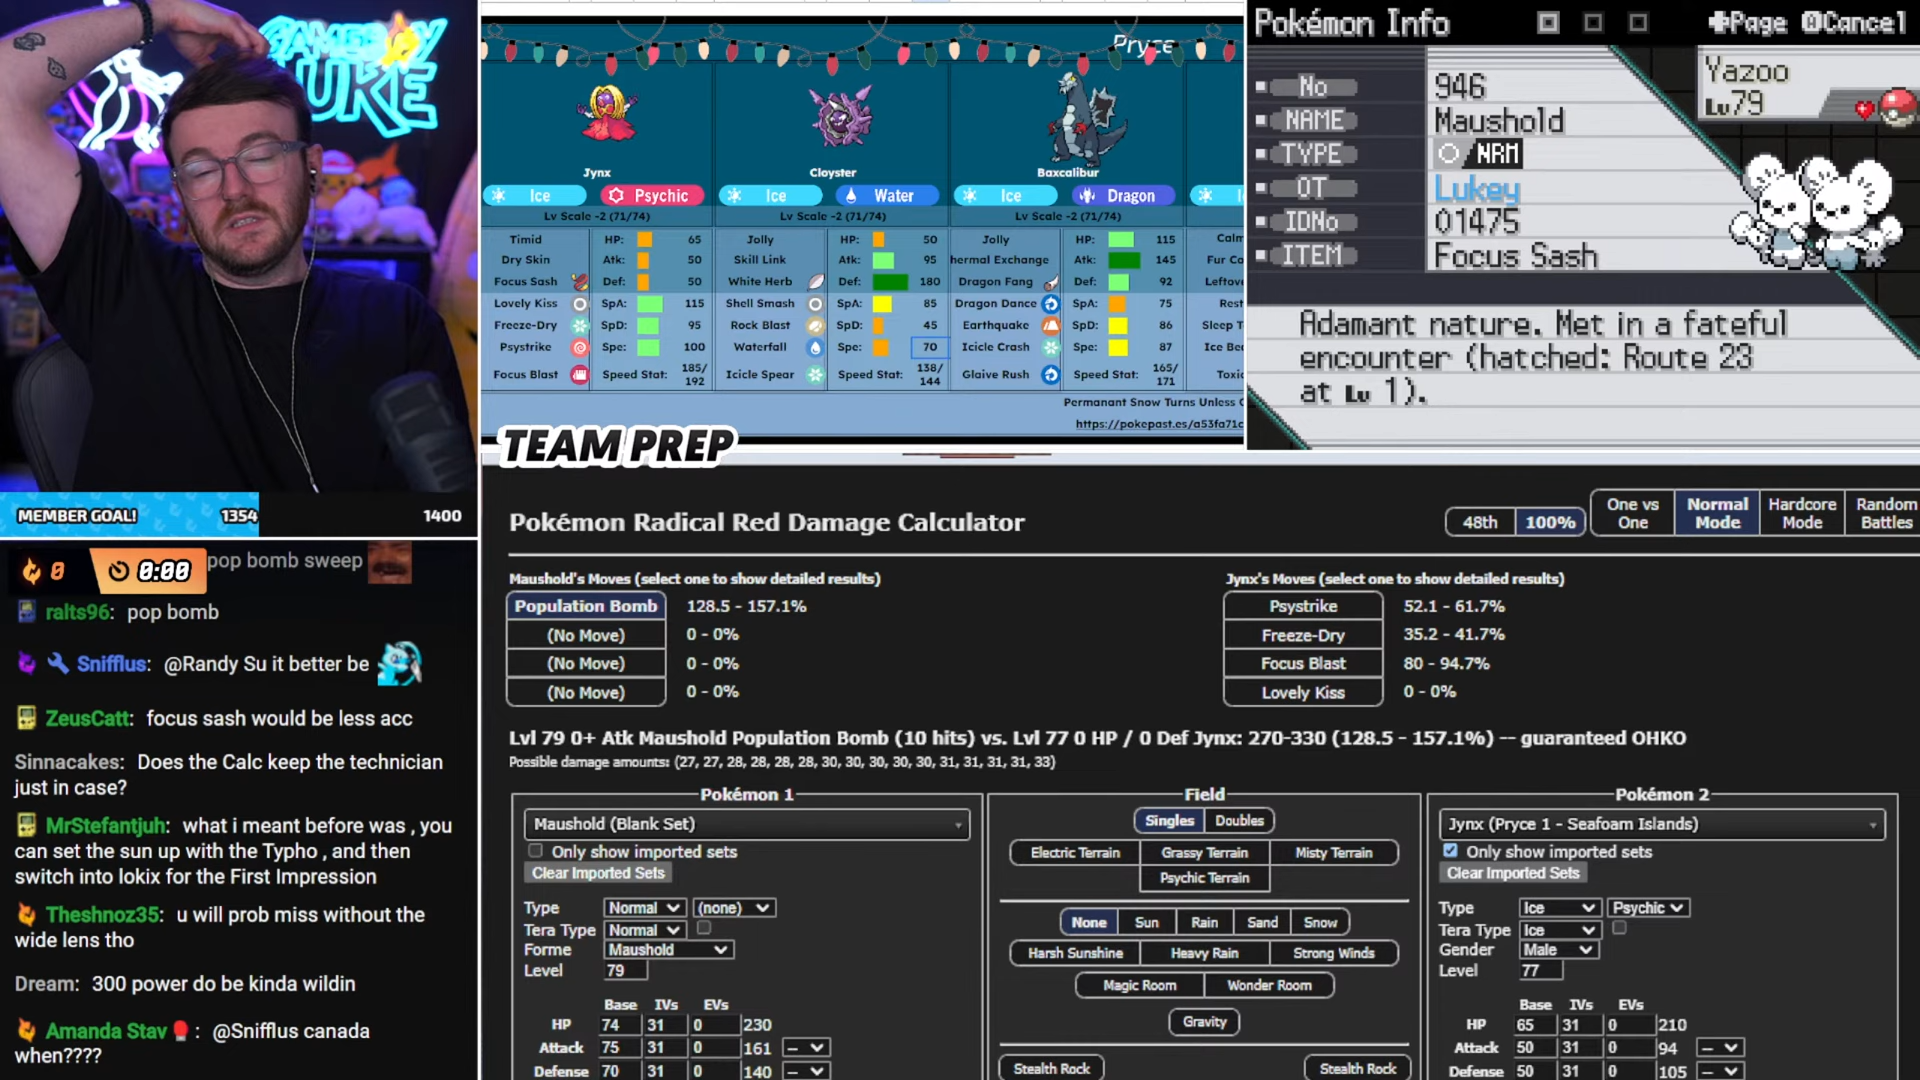 GAMEBOY
LUKE
MEMBER GOAL!
1354
1400
0
0:00
pop bomb sweep
ralts96: pop bomb
Snifflus: @Randy Su it better be
ZeusCatt: focus sash would be less acc
Sinnacakes: Does the Calc keep the technician
just in case?
MrStefantjuh: what i meant before was , you
can set the sun up with the Typho , and then
switch into lokix for the First Impression
Theshnoz35: u will prob miss without the
wide lens tho
Dream: 300 power do be kinda wildin
Amanda Stav: @Snifflus canada
when????
Pryce
Jynx
Ice
Psychic
Lv Scale -2 (71/74)
Timid
HP: 65
Dry Skin
Atk: 50
Focus Sash
Def: 50
Lovely Kiss
SpA: 115
Freeze-Dry
SpD: 95
Psystrike
Spe: 100
Focus Blast
Speed Stat: 185/
192
Cloyster
Ice
Water
Lv Scale -2 (71/74)
Jolly
HP: 50
Skill Link
Atk: 95
White Herb
Def: 180
Shell Smash
SpA: 85
Rock Blast
SpD: 45
Waterfall
Spe: 70
Icicle Spear
Speed Stat: 138/
144
Baxcalibur
Ice
Dragon
Lv Scale -2 (71/74)
Jolly
HP: 115
hermal Exchange
Atk: 145
Dragon Fang
Def: 92
Dragon Dance
SpA: 75
Earthquake
SpD: 86
Icicle Crash
Spe: 87
Glaive Rush
Speed Stat: 165/
171
I
Lv S
Calm
Fur Co
Leftov
Rest
Sleep T
Ice Bea
Toxic
Permanant Snow Turns Unless C
https://pokepast.es/a53fa71c
TEAM PREP
Pokémon Info
Page
A Cancel
No 946
NAME Maushold
TYPE NRM
OT Lukey
IDNo 01475
ITEM Focus Sash
Yazoo
Lv79
Adamant nature. Met in a fateful
encounter (hatched: Route 23
at Lv 1).
Pokémon Radical Red Damage Calculator
48th
100%
One vs
One
Normal
Mode
Hardcore
Mode
Random
Battles
Maushold's Moves (select one to show detailed results)
Population Bomb 128.5 - 157.1%
(No Move) 0 - 0%
(No Move) 0 - 0%
(No Move) 0 - 0%
Jynx's Moves (select one to show detailed results)
Psystrike 52.1 - 61.7%
Freeze-Dry 35.2 - 41.7%
Focus Blast 80 - 94.7%
Lovely Kiss 0 - 0%
Lvl 79 0+ Atk Maushold Population Bomb (10 hits) vs. Lvl 77 0 HP / 0 Def Jynx: 270-330 (128.5 - 157.1%) -- guaranteed OHKO
Possible damage amounts: (27, 27, 28, 28, 28, 28, 30, 30, 30, 30, 30, 31, 31, 31, 31, 33)
Pokémon 1
Maushold (Blank Set)
Only show imported sets
Clear Imported Sets
Type Normal (none)
Tera Type Normal
Forme Maushold
Level 79
Base IVs EVs
HP 74 31 0 230
Attack 75 31 0 161 --
Defense 70 31 0 140 --
Field
Singles
Doubles
Electric Terrain
Grassy Terrain
Misty Terrain
Psychic Terrain
None
Sun
Rain
Sand
Snow
Harsh Sunshine
Heavy Rain
Strong Winds
Magic Room
Wonder Room
Gravity
Stealth Rock
Stealth Rock
Pokémon 2
Jynx (Pryce 1 - Seafoam Islands)
Only show imported sets
Clear Imported Sets
Type Ice Psychic
Tera Type Ice
Gender Male
Level 77
Base IVs EVs
HP 65 31 0 210
Attack 50 31 0 94 --
Defense 50 31 0 105 --